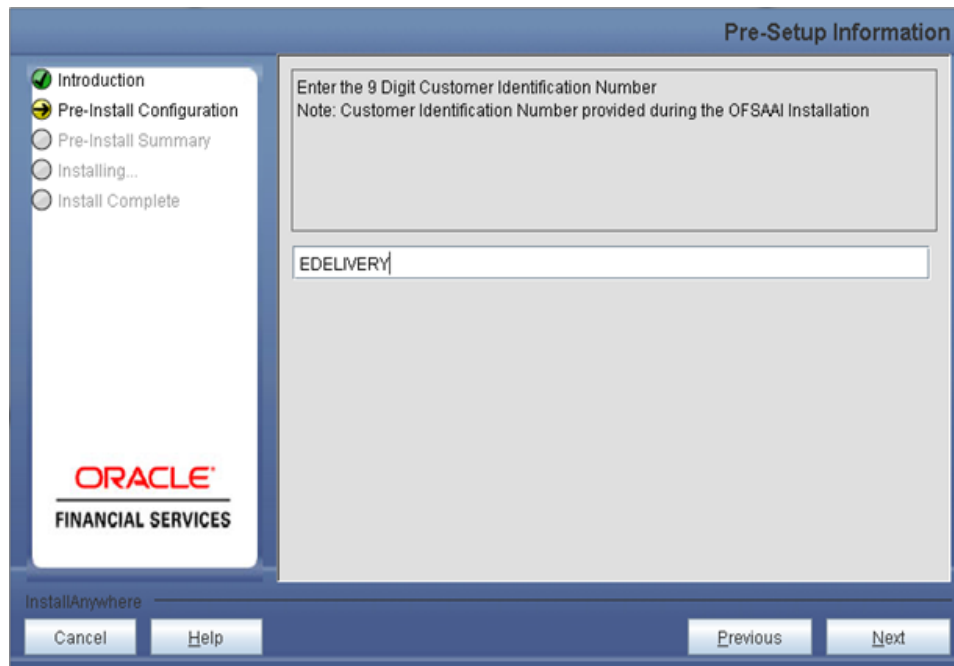 Pre-Setup Information
Introduction
Pre-Install Configuration
Pre-Install Summary
Installing...
Install Complete
Enter the 9 Digit Customer Identification Number
Note: Customer Identification Number provided during the OFSAAI Installation
EDELIVERY
ORACLE
FINANCIAL SERVICES
InstallAnywhere
Cancel
Help
Previous
Next